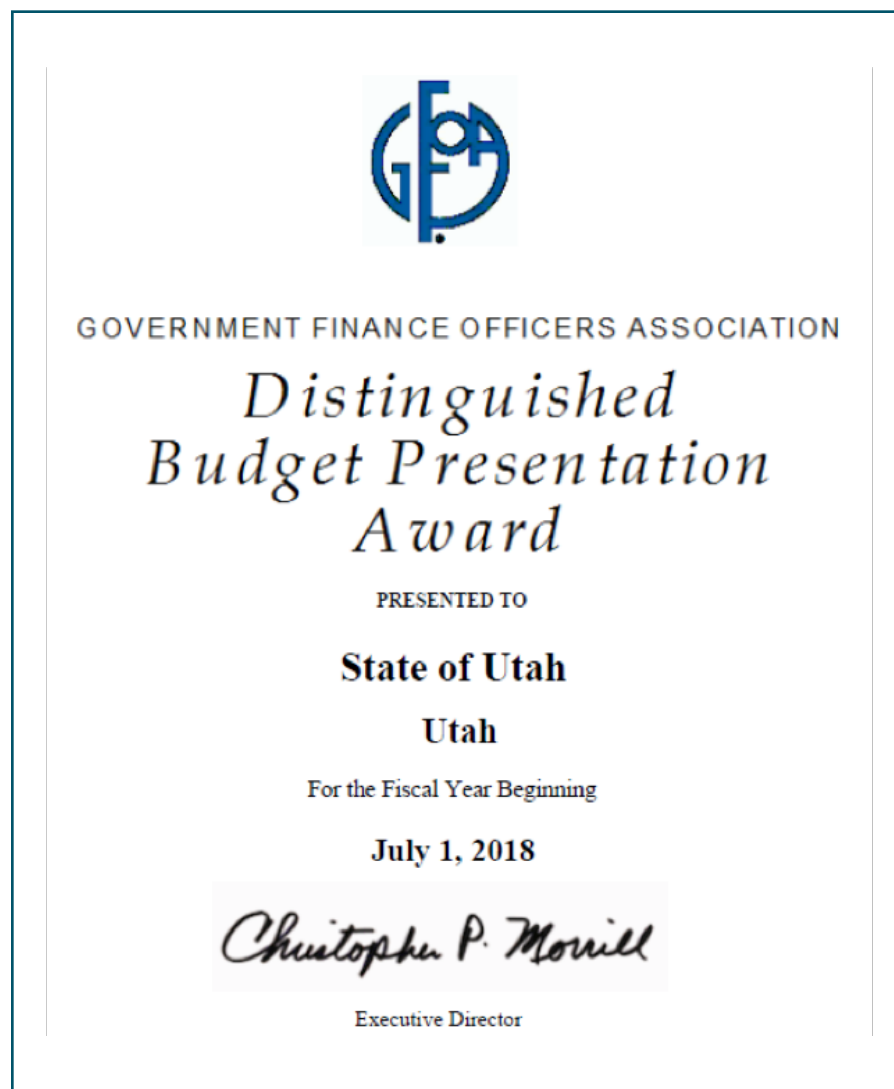 GFOA
GOVERNMENT FINANCE OFFICERS ASSOCIATION
Distinguished
Budget Presentation
Award
PRESENTED TO
State of Utah
Utah
For the Fiscal Year Beginning
July 1, 2018
Christopher P. Morrill
Executive Director